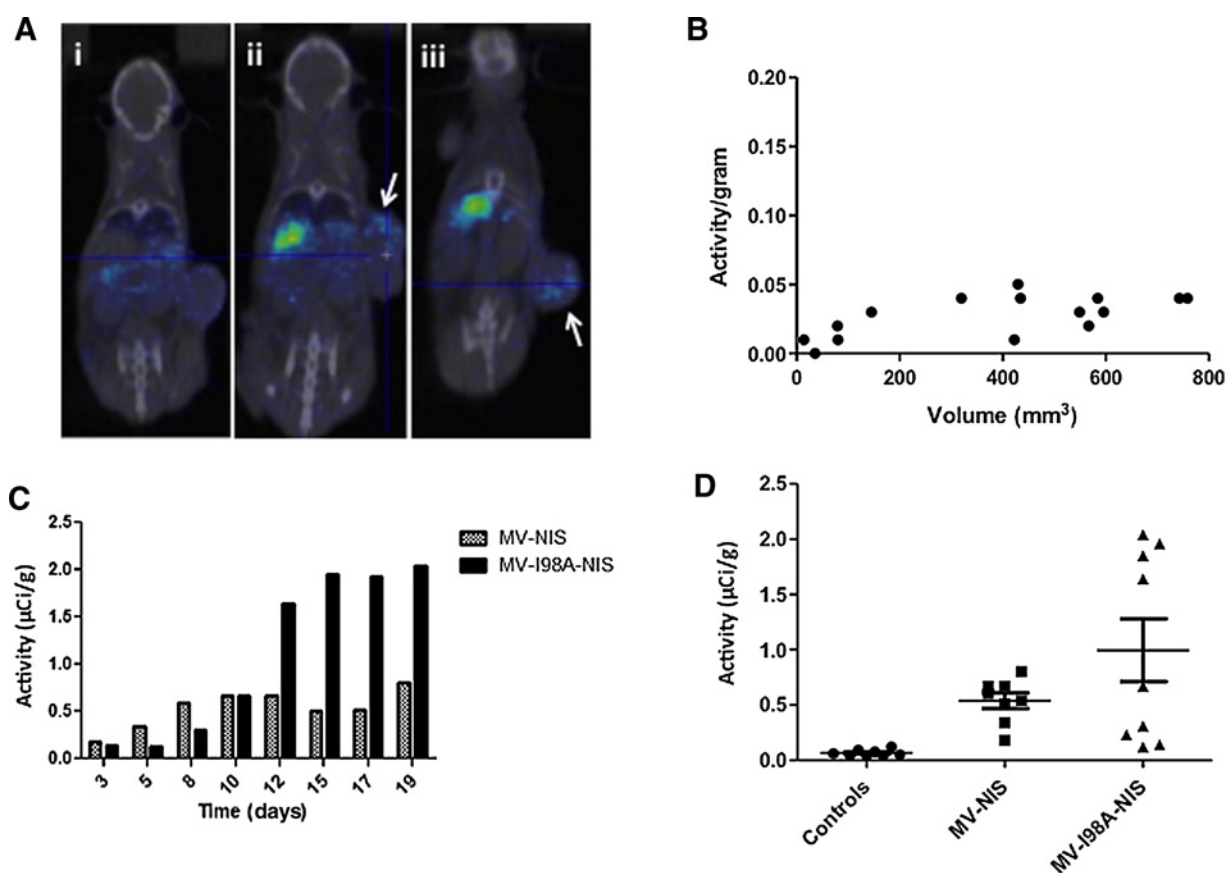 A
i
ii
iii
B
0.20
0.15
0.10
0.05
0.00
Activity/gram
0
200
400
600
800
Volume (mm³)
C
2.5
2.0
1.5
1.0
0.5
0.0
Activity (µCi/g)
3
5
8
10
12
15
17
19
Time (days)
MV-NIS
MV-I98A-NIS
D
2.5
2.0
1.5
1.0
0.5
0.0
Activity (µCi/g)
Controls
MV-NIS
MV-I98A-NIS